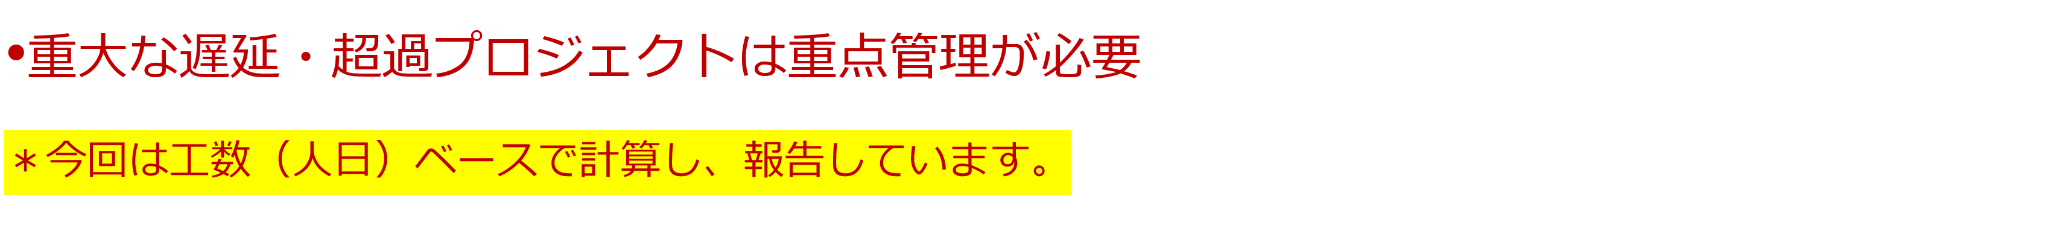 •重大な遅延・超過プロジェクトは重点管理が必要
＊今回は工数（人日）ベースで計算し、報告しています。